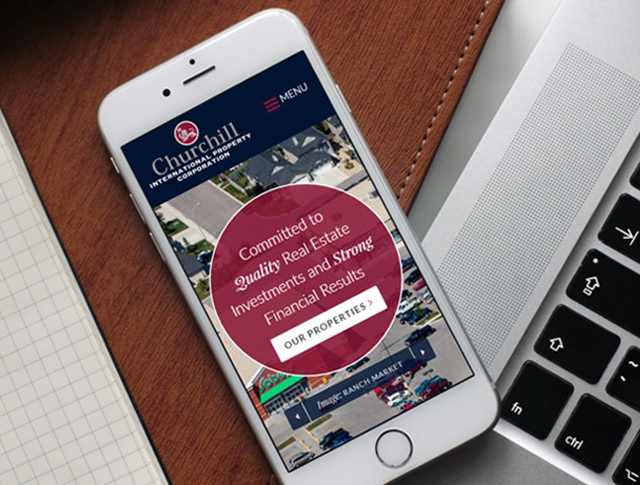 MENU
Churchill
INTERNATIONAL PROPERTY
CORPORATION
Committed to
Quality Real Estate
Investments and Strong
Financial Results
OUR PROPERTIES >
Image: RANCH MARKET
fn
ctrl